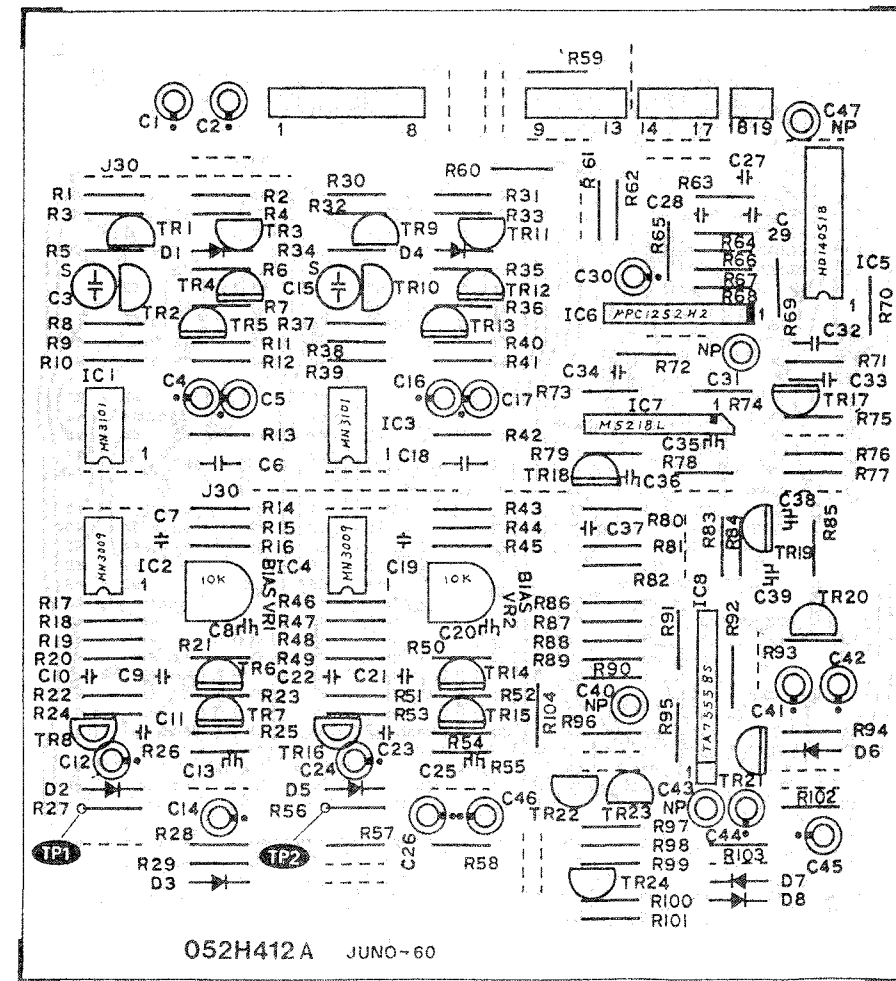 R59
C1 C2 1 8 9 13 14 17 18 19 C47 NP
J30 R30 R60 R61 R62 R63 C27
R1 R2 R31 C28
R3 R4 R32 R33 C29
TR1 TR3 TR9 TR11 R65 HD14051B
R5 D1 R34 D4 R64 IC5
S R6 S R35 R66
C3 TR4 C15 TR10 TR12 C30 R67 R69 R70
TR2 R7 R36 R68
R8 TR5 R37 TR13 IC6 µPC1252H2 1 1
R9 R11 R38 R40 NP C32
R10 R12 R39 R41 R72 R71
IC1 C4 C5 C16 C17 C34 C31 C33
MN3101 MN3101 R73 R74 TR17
IC3 IC7 1 R75
R13 R42 M5218L
1 C6 1 C18 R79 C35 R76
TR18 C36 R78 R77
J30 C38
C7 R14 R43 R80 R83 R84 R85
R15 R44 C37
MN3009 R16 MN3009 C19 R45 R81 TR19
IC2 IC4 R82 IC8
1 10K BIAS VR1 1 10K BIAS VR2 C39 TR20
R17 R46 R86 R91 R92
R18 C8 R47 C20 R87
R19 R48 R88
R20 R21 R49 R50 R89 R93
C10 C9 TR6 C22 C21 TR14 R90 C42
R22 R23 R51 R52 C40 C41
R24 TR7 R53 TR15 R104 NP R95 TA75558S
TR8 C11 R25 C23 R96 R94
C12 R26 TR16 R54 D6
C13 C24 C25 R55 1
D2 D5 C43 TR21
R27 C14 R56 C46 TR22 TR23 NP R102
R28 R57 R97 C44
TP1 TP2 C26 R58 R98 R103 C45
R29 R99
D3 TR24 D7
R100 D8
R101
052H412A JUNO-60